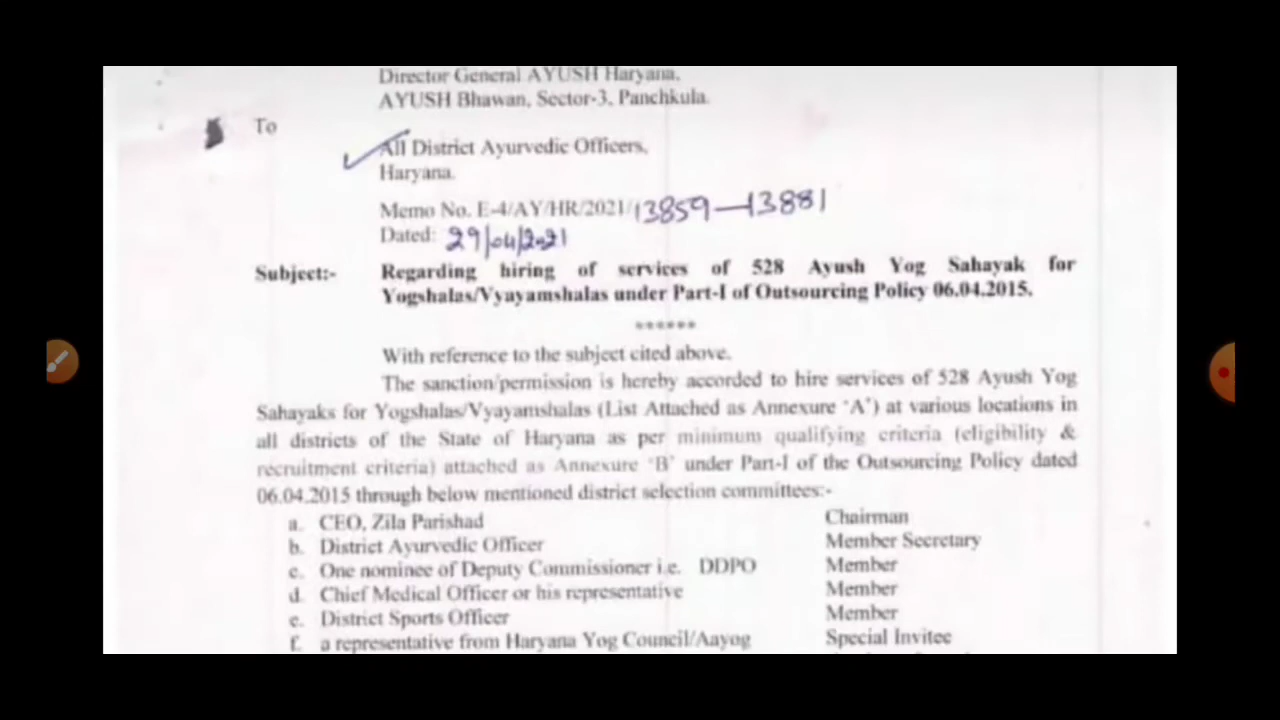 Director General AYUSH Haryana,
AYUSH Bhawan, Sector-3, Panchkula.
To
All District Ayurvedic Officers,
Haryana.
Memo No. E-4/AY/HR/2021/13859-13881
Dated: 29/04/2021
Subject:- Regarding hiring of services of 528 Ayush Yog Sahayak for
Yogshalas/Vyayamshalas under Part-I of Outsourcing Policy 06.04.2015.
******
With reference to the subject cited above.
The sanction/permission is hereby accorded to hire services of 528 Ayush Yog
Sahayaks for Yogshalas/Vyayamshalas (List Attached as Annexure 'A') at various locations in
all districts of the State of Haryana as per minimum qualifying criteria (eligibility &
recruitment criteria) attached as Annexure 'B' under Part-I of the Outsourcing Policy dated
06.04.2015 through below mentioned district selection committees:-
a. CEO, Zila Parishad Chairman
b. District Ayurvedic Officer Member Secretary
c. One nominee of Deputy Commissioner i.e. DDPO Member
d. Chief Medical Officer or his representative Member
e. District Sports Officer Member
f. a representative from Haryana Yog Council/Aayog Special Invitee